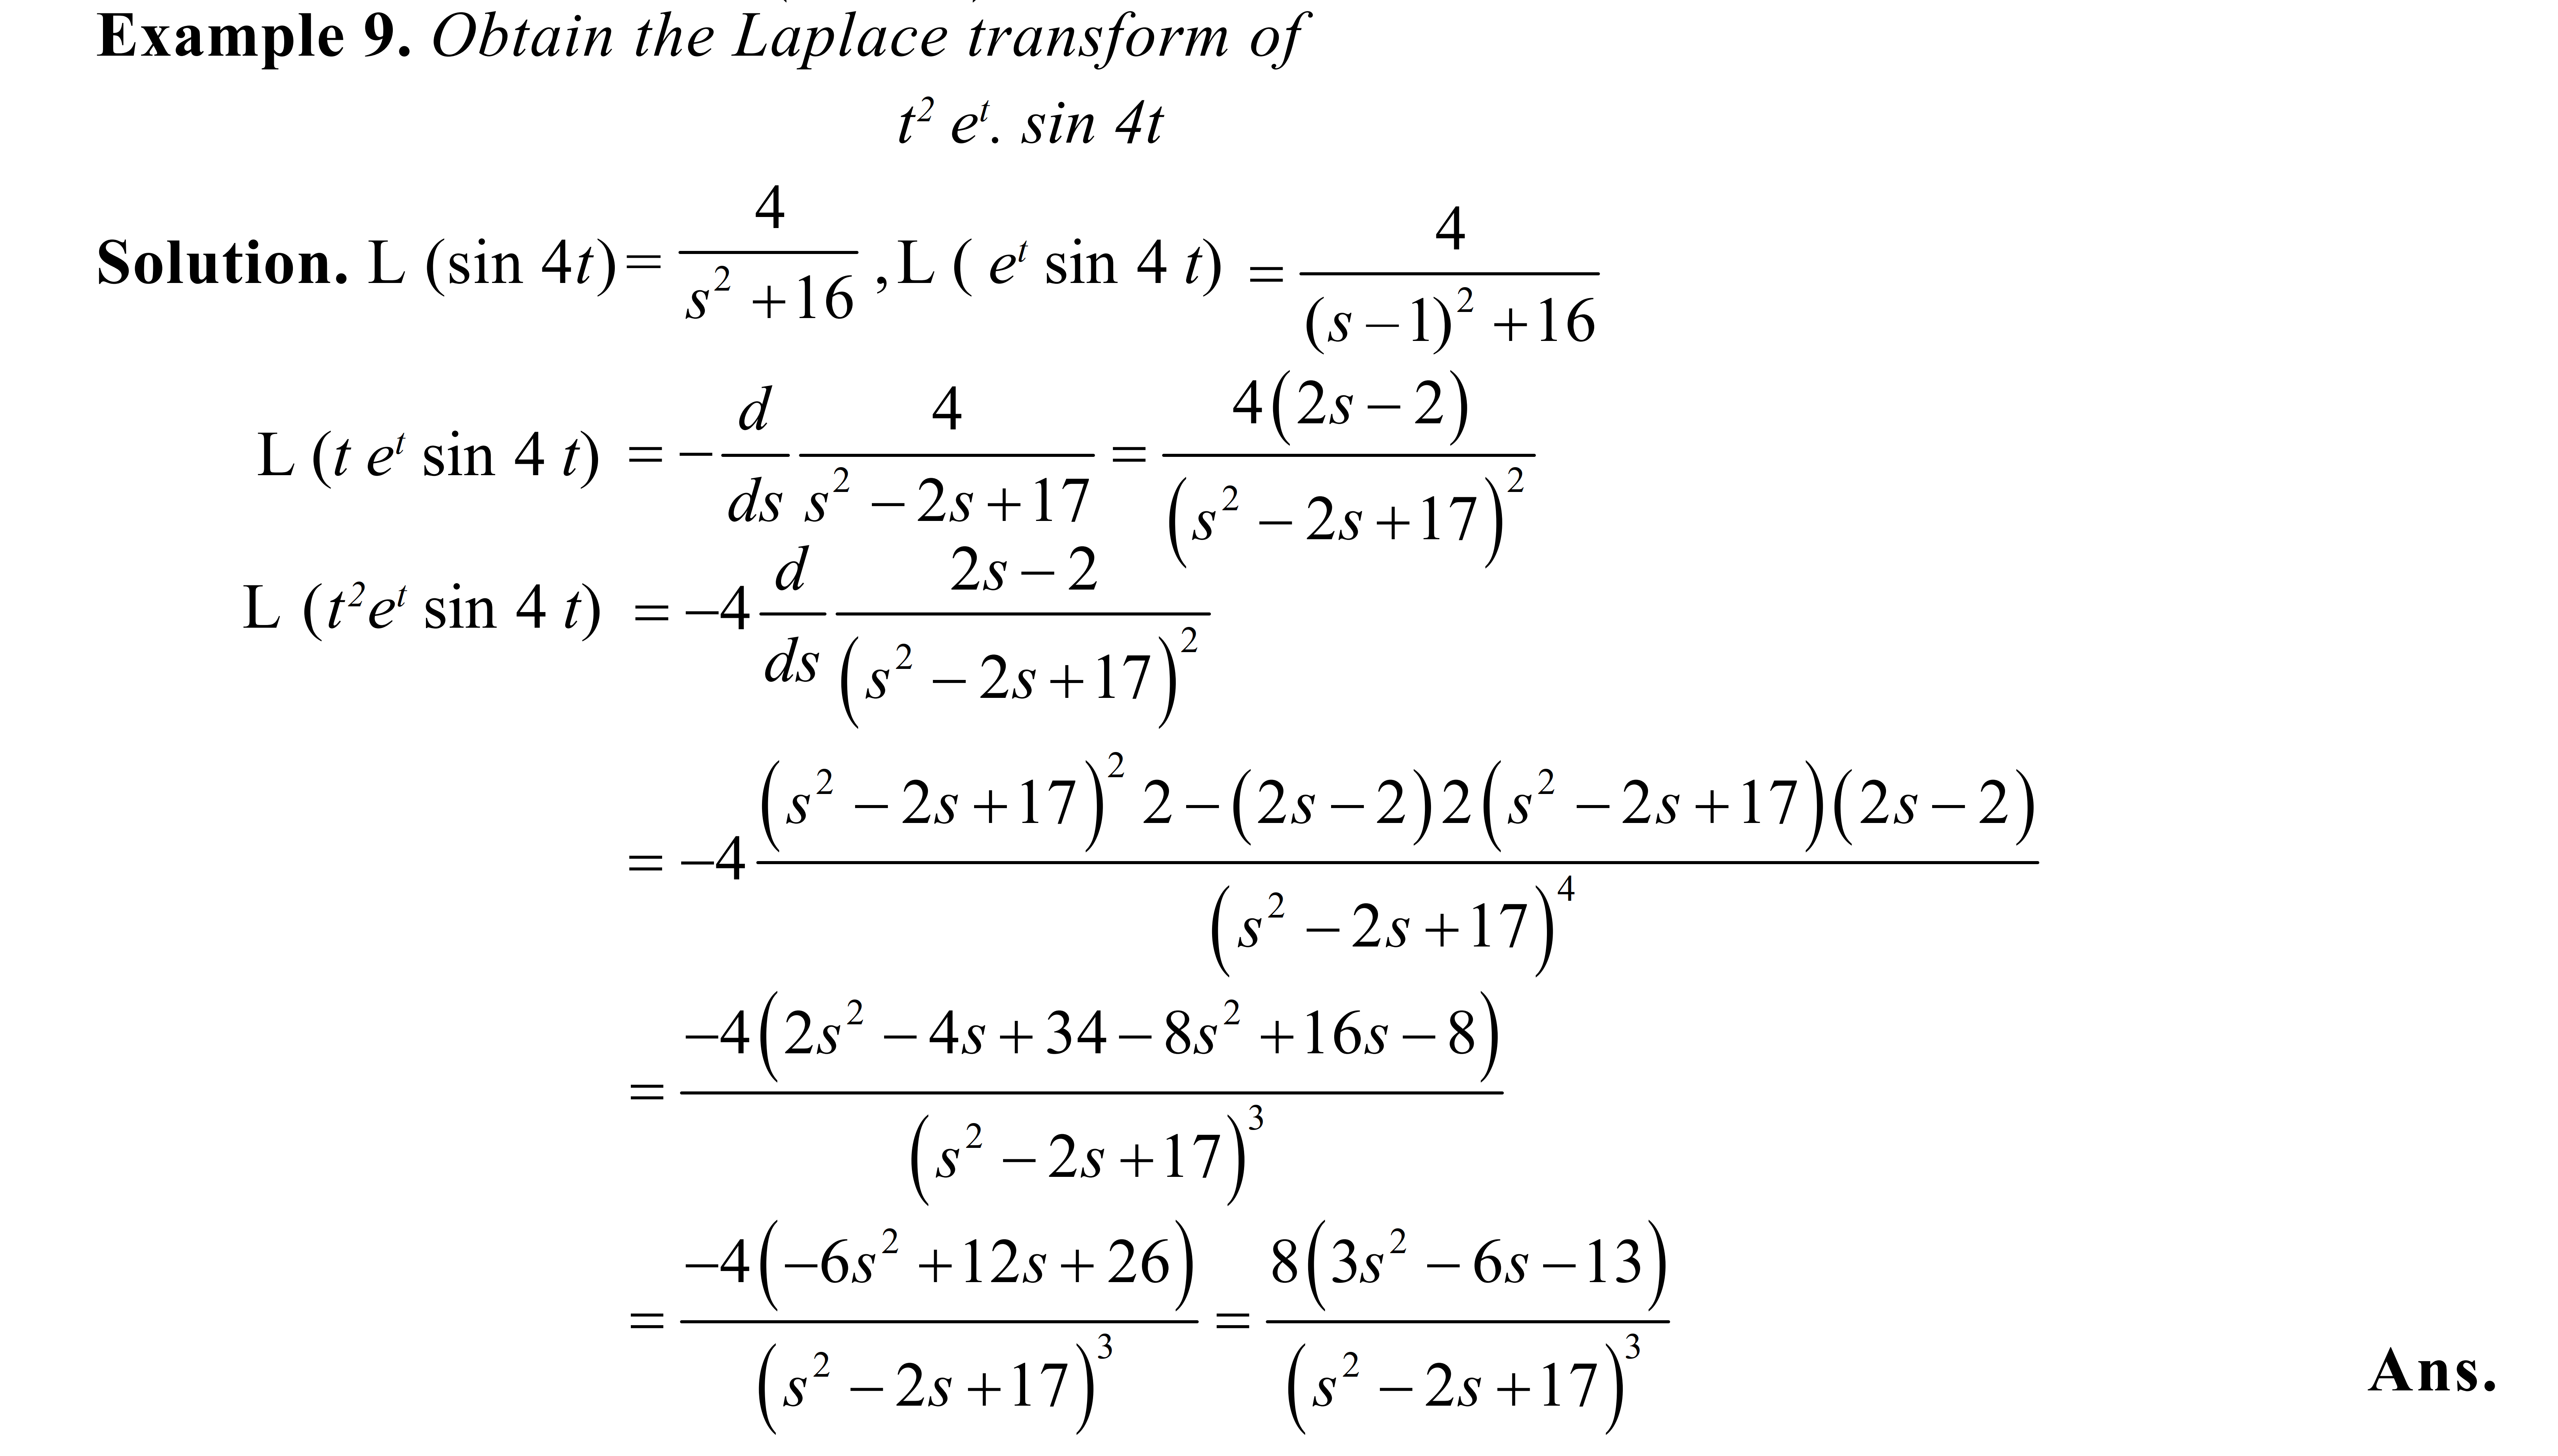 Example 9. Obtain the Laplace transform of
t² eᵗ. sin 4t
Solution. L (sin 4t) = 4/(s² + 16) , L ( eᵗ sin 4 t) = 4/((s − 1)² + 16)
L (t eᵗ sin 4 t) = − d/ds 4/(s² − 2s + 17) = 4(2s − 2)/(s² − 2s + 17)²
L (t²eᵗ sin 4 t) = −4 d/ds (2s − 2)/(s² − 2s + 17)²
= −4 ((s² − 2s + 17)² 2 − (2s − 2)2(s² − 2s + 17)(2s − 2))/(s² − 2s + 17)⁴
= −4(2s² − 4s + 34 − 8s² + 16s − 8)/(s² − 2s + 17)³
= −4(−6s² + 12s + 26)/(s² − 2s + 17)³ = 8(3s² − 6s − 13)/(s² − 2s + 17)³ Ans.